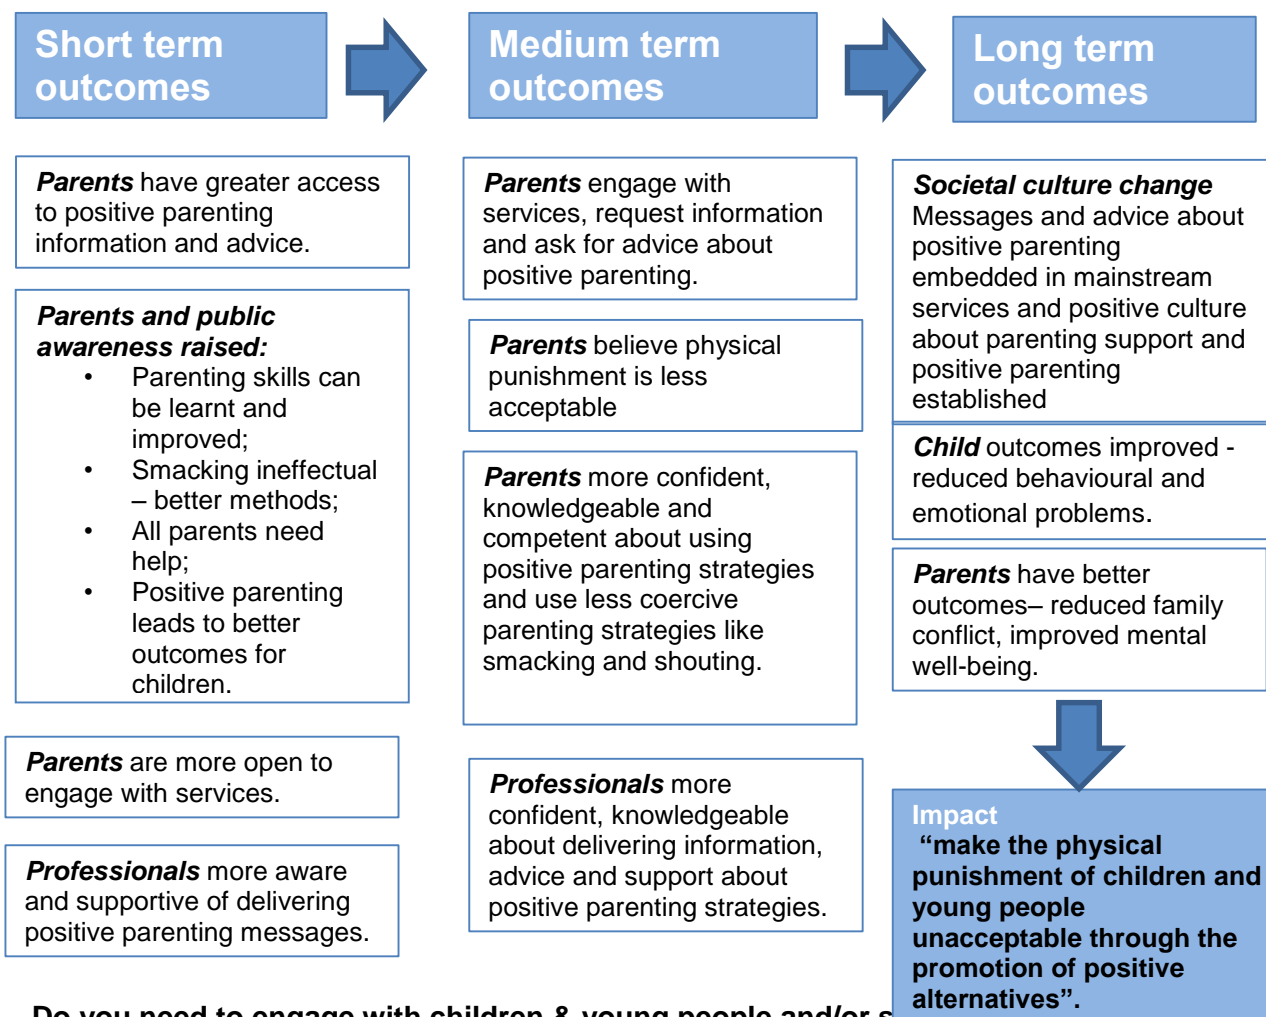 Short term
outcomes
Medium term
outcomes
Long term
outcomes
Parents have greater access
to positive parenting
information and advice.
Parents and public
awareness raised:
• Parenting skills can
be learnt and
improved;
• Smacking ineffectual
– better methods;
• All parents need
help;
• Positive parenting
leads to better
outcomes for
children.
Parents are more open to
engage with services.
Professionals more aware
and supportive of delivering
positive parenting messages.
Parents engage with
services, request information
and ask for advice about
positive parenting.
Parents believe physical
punishment is less
acceptable
Parents more confident,
knowledgeable and
competent about using
positive parenting strategies
and use less coercive
parenting strategies like
smacking and shouting.
Professionals more
confident, knowledgeable
about delivering information,
advice and support about
positive parenting strategies.
Societal culture change
Messages and advice about
positive parenting
embedded in mainstream
services and positive culture
about parenting support and
positive parenting
established
Child outcomes improved -
reduced behavioural and
emotional problems.
Parents have better
outcomes– reduced family
conflict, improved mental
well-being.
Impact
“make the physical
punishment of children and
young people
unacceptable through the
promotion of positive
alternatives”.
Do you need to engage with children & young people and/or